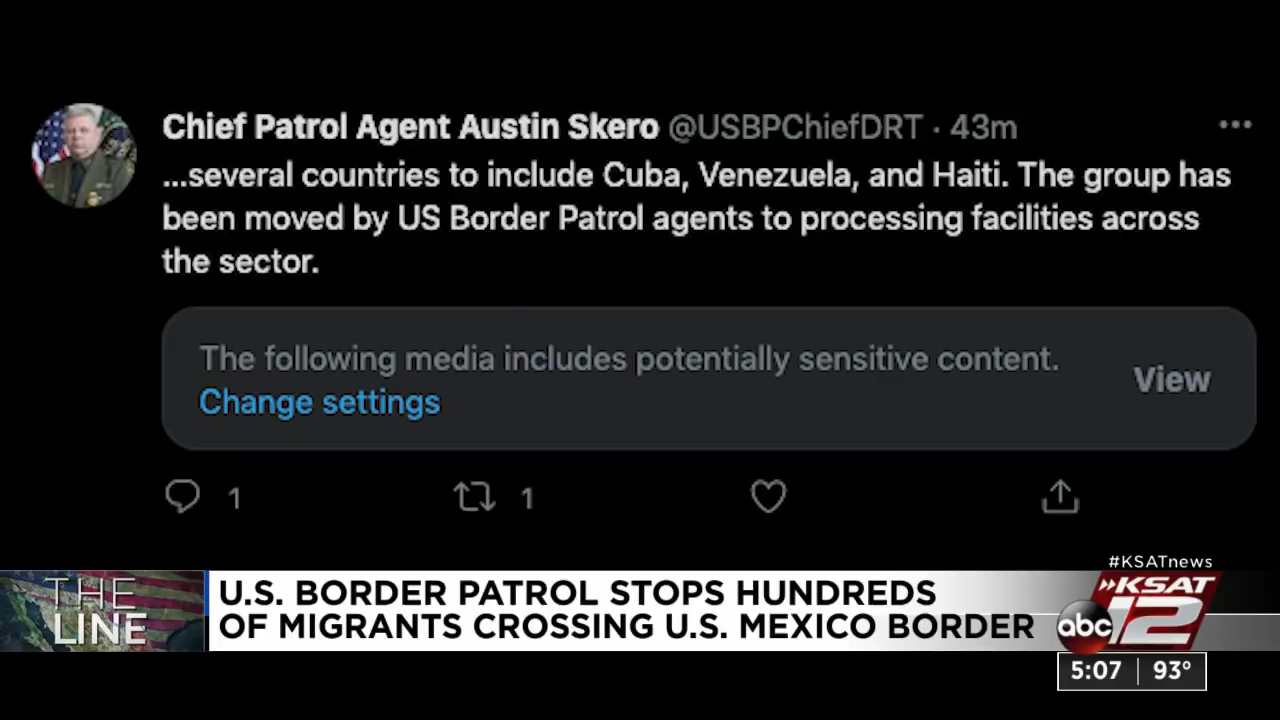 Chief Patrol Agent Austin Skero @USBPChiefDRT · 43m
...several countries to include Cuba, Venezuela, and Haiti. The group has
been moved by US Border Patrol agents to processing facilities across
the sector.
The following media includes potentially sensitive content.
Change settings
View
1 1
#KSATnews
THE
LINE
U.S. BORDER PATROL STOPS HUNDREDS
OF MIGRANTS CROSSING U.S. MEXICO BORDER
KSAT
abc 12
5:07 93°